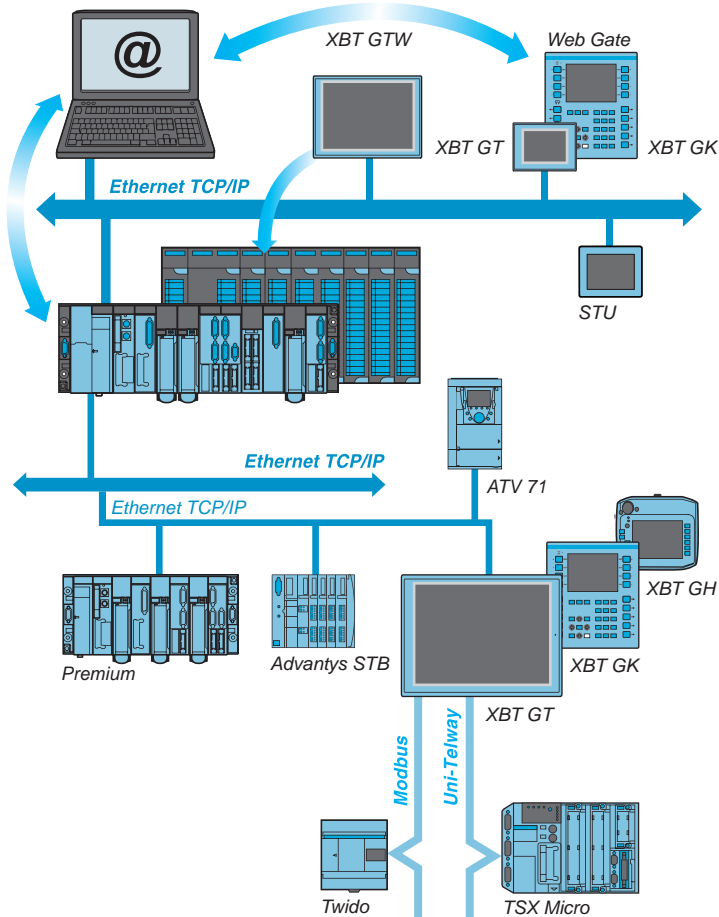 @
XBT GTW
Web Gate
XBT GT
XBT GK
Ethernet TCP/IP
STU
Ethernet TCP/IP
ATV 71
Ethernet TCP/IP
XBT GH
Premium
Advantys STB
XBT GK
XBT GT
Modbus
Uni-Telway
Twido
TSX Micro